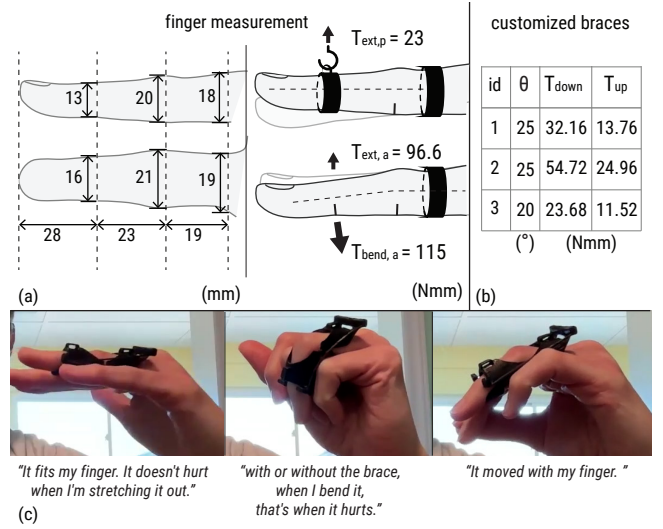 finger measurement
customized braces
(b)
T ext,p = 23
13
20
18
T ext, a = 96.6
16
21
19
28
23
19
T bend, a = 115
(a)
(mm)
(Nmm)
id θ Tdown Tup
1 25 32.16 13.76
2 25 54.72 24.96
3 20 23.68 11.52
(°) (Nmm)
"It fits my finger. It doesn't hurt
when I'm stretching it out."
"with or without the brace,
when I bend it,
that's when it hurts."
"It moved with my finger. "
(c)